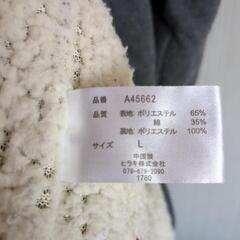 品番 A45662
品質 表地: ポリエステル 65%
綿 35%
裏地: ポリエステル 100%
サイズ L
中国製
ヒラキ株式会社
078-675-2090
1780